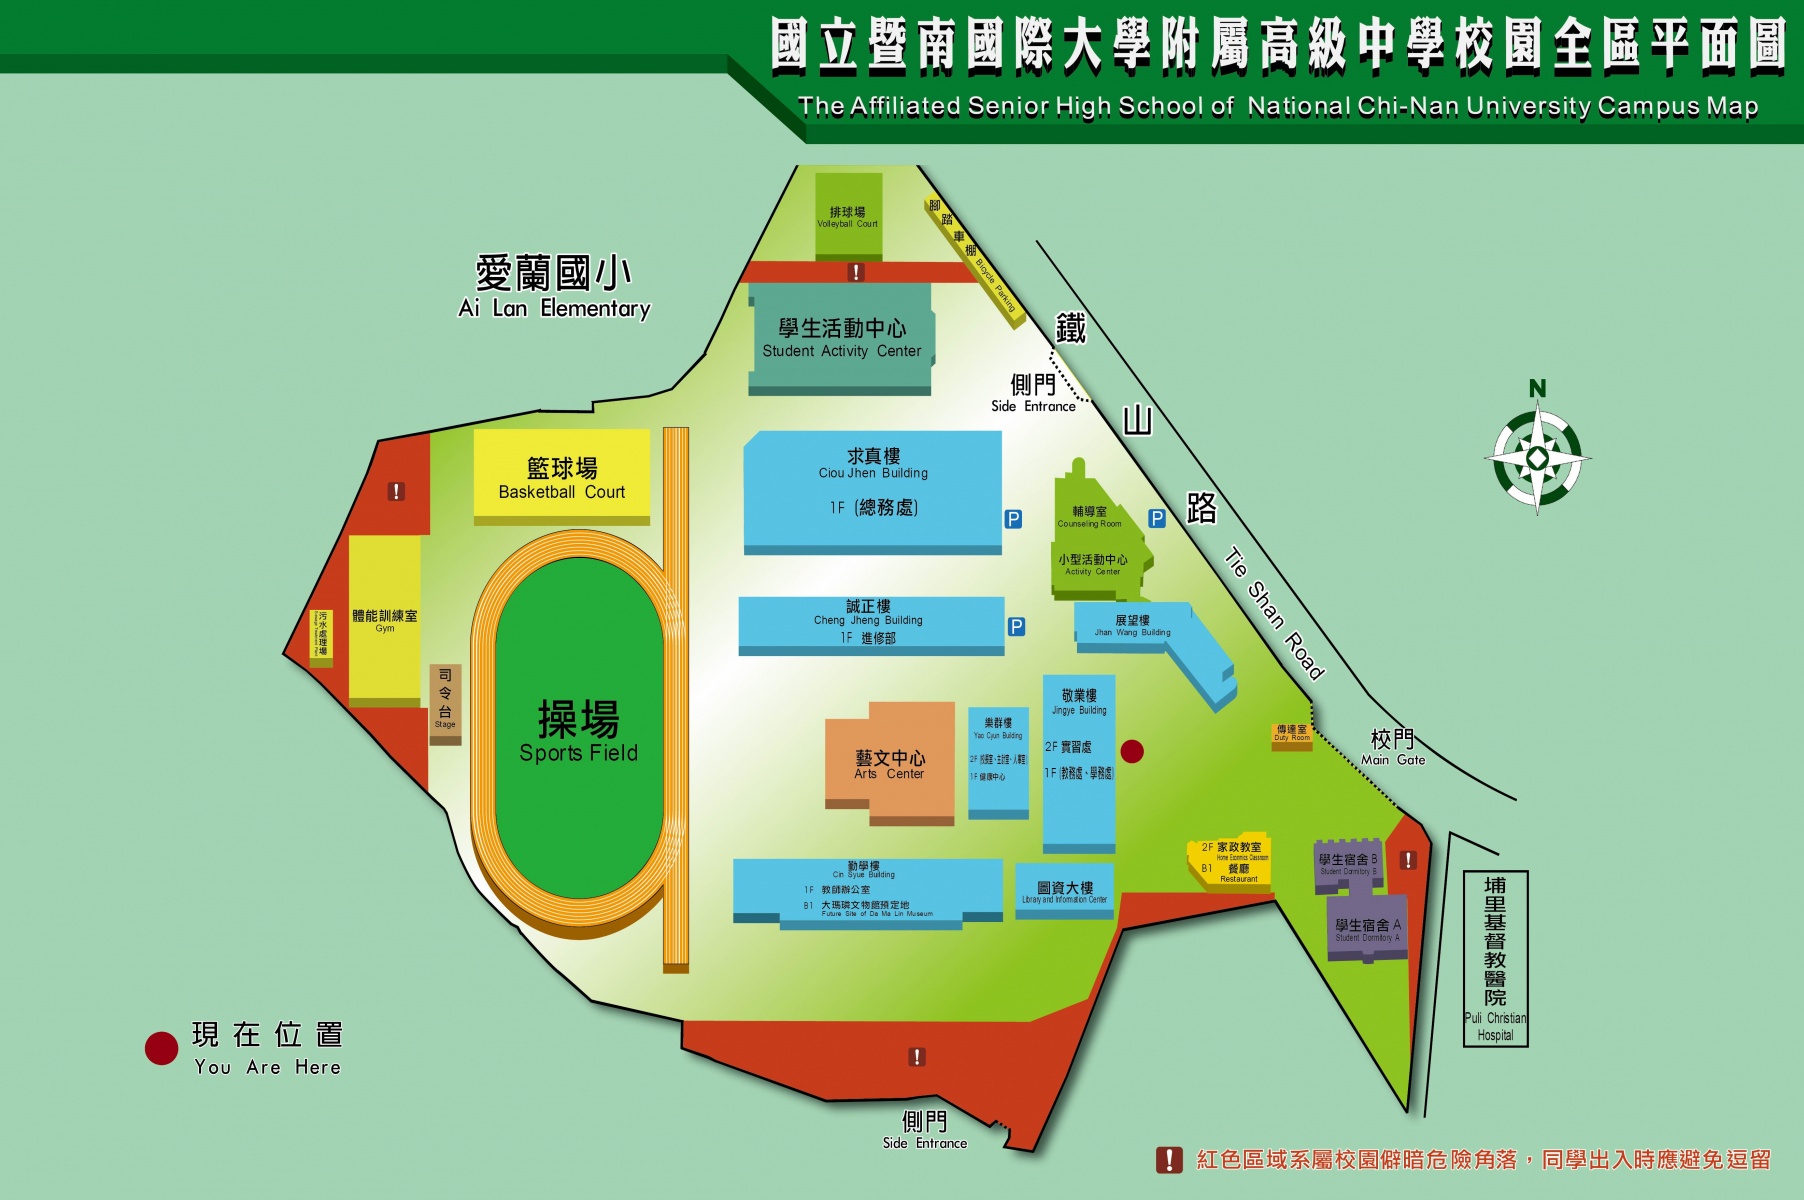 國立暨南國際大學附屬高級中學校園全區平面圖
The Affiliated Senior High School of National Chi-Nan University Campus Map
排球場
Volleyball Court
腳踏車棚 Bicycle Parking
!
愛蘭國小
Ai Lan Elementary
學生活動中心
Student Activity Center
側門
Side Entrance
鐵山路
Tie Shan Road
N
!
籃球場
Basketball Court
求真樓
Ciou Jhen Building
1F (總務處)
P
輔導室
Counseling Room
P
小型活動中心
Activity Center
體能訓練室
Gym
污水處理場
誠正樓
Cheng Jheng Building
1F 進修部
P
展望樓
Jhan Wang Building
司令台
Stage
操場
Sports Field
藝文中心
Arts Center
樂群樓
Yao Cyun Building
1F 健康中心
敬業樓
Jingye Building
2F 實習處
1F (教務處、學務處)
傳達室
Duty Room
校門
Main Gate
勤學樓
Cin Syue Building
1F 教師辦公室
B1 大瑪璘文物館預定地
Future Site of Da Ma Lin Museum
圖資大樓
Library and Information Center
2F 家政教室
Home Economics Classroom
B1 餐廳
Restaurant
學生宿舍 B
Student Dormitory B
!
學生宿舍 A
Student Dormitory A
埔里基督教醫院
Puli Christian
Hospital
現在位置
You Are Here
!
側門
Side Entrance
! 紅色區域系屬校園僻暗危險角落，同學出入時應避免逗留